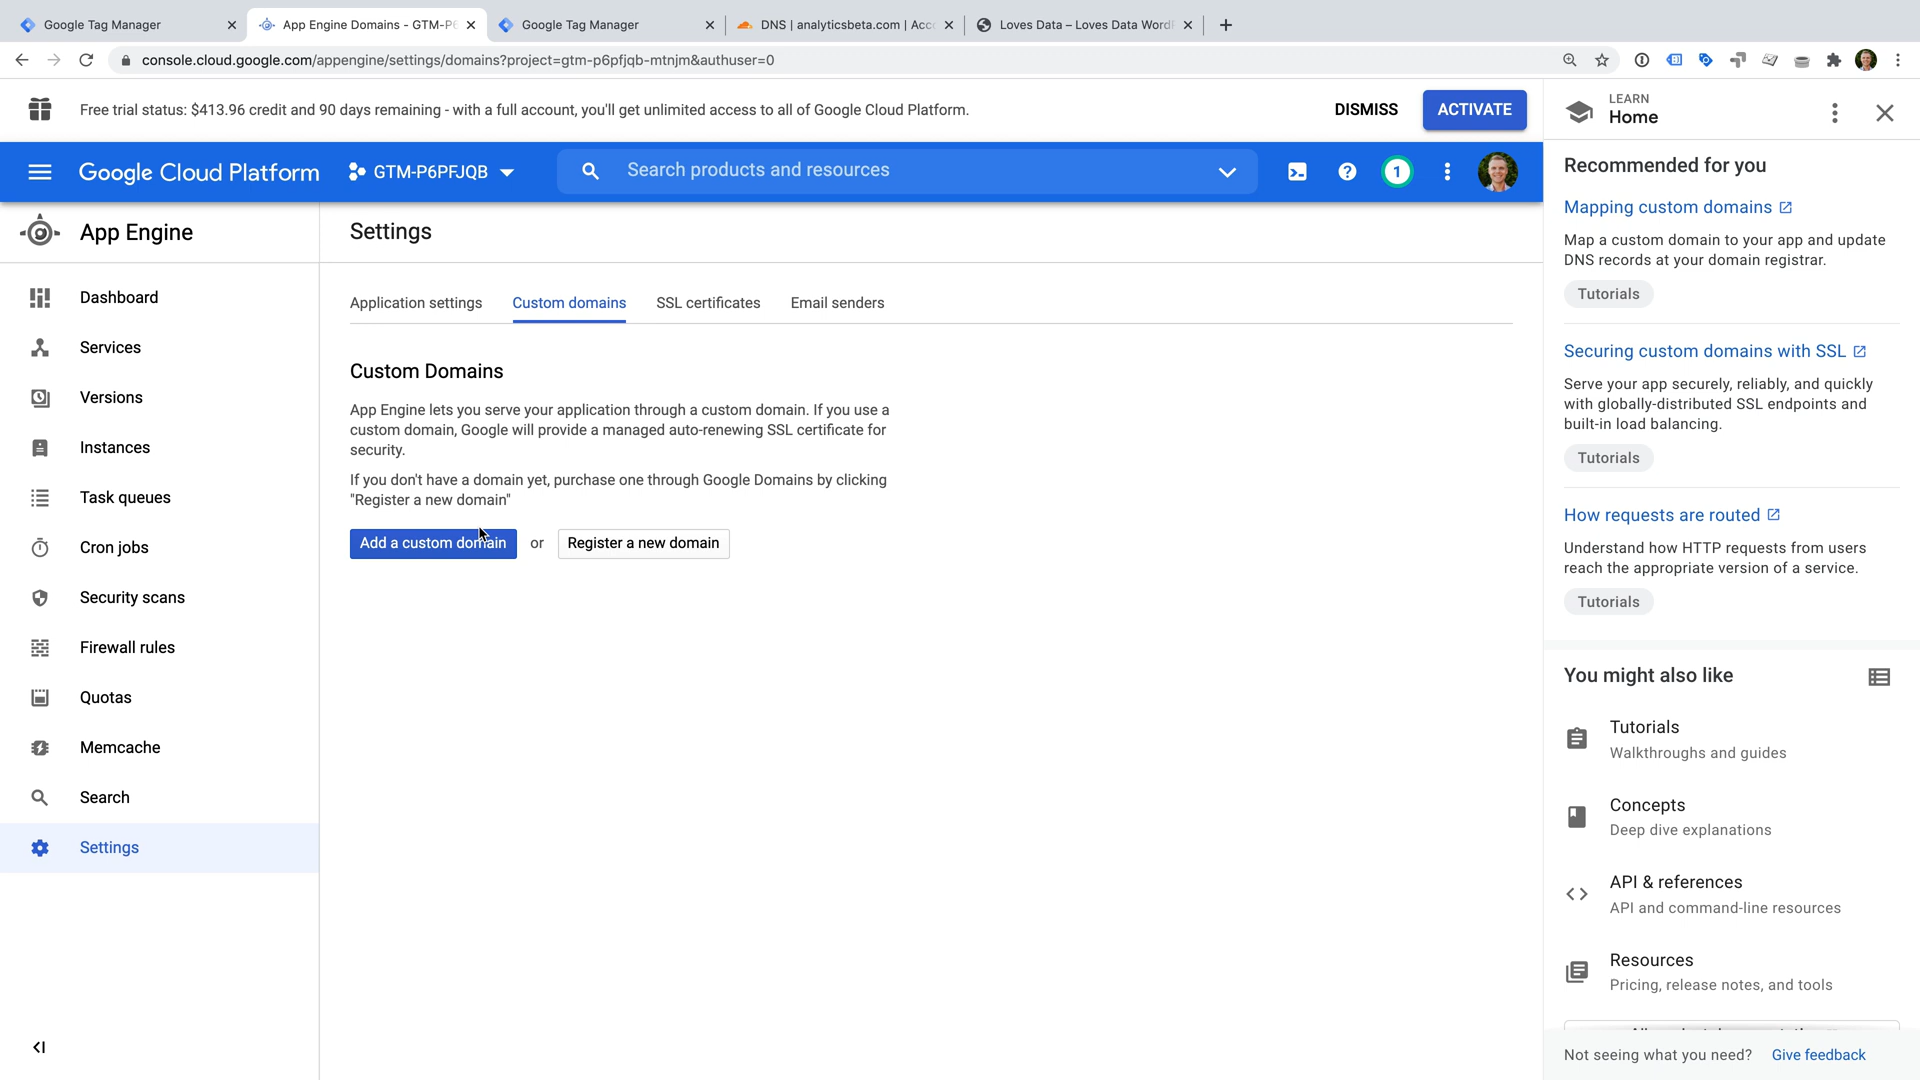 Google Tag Manager
App Engine Domains - GTM-P6
Google Tag Manager
DNS | analyticsbeta.com | Acc
Loves Data – Loves Data Word
console.cloud.google.com/appengine/settings/domains?project=gtm-p6pfjqb-mtnjm&authuser=0
Free trial status: $413.96 credit and 90 days remaining - with a full account, you'll get unlimited access to all of Google Cloud Platform.
DISMISS
ACTIVATE
Google Cloud Platform
GTM-P6PFJQB
Search products and resources
1
App Engine
Dashboard
Services
Versions
Instances
Task queues
Cron jobs
Security scans
Firewall rules
Quotas
Memcache
Search
Settings
Settings
Application settings
Custom domains
SSL certificates
Email senders
Custom Domains
App Engine lets you serve your application through a custom domain. If you use a
custom domain, Google will provide a managed auto-renewing SSL certificate for
security.
If you don't have a domain yet, purchase one through Google Domains by clicking
"Register a new domain"
Add a custom domain
or
Register a new domain
LEARN
Home
Recommended for you
Mapping custom domains
Map a custom domain to your app and update
DNS records at your domain registrar.
Tutorials
Securing custom domains with SSL
Serve your app securely, reliably, and quickly
with globally-distributed SSL endpoints and
built-in load balancing.
Tutorials
How requests are routed
Understand how HTTP requests from users
reach the appropriate version of a service.
Tutorials
You might also like
Tutorials
Walkthroughs and guides
Concepts
Deep dive explanations
API & references
API and command-line resources
Resources
Pricing, release notes, and tools
Not seeing what you need?
Give feedback